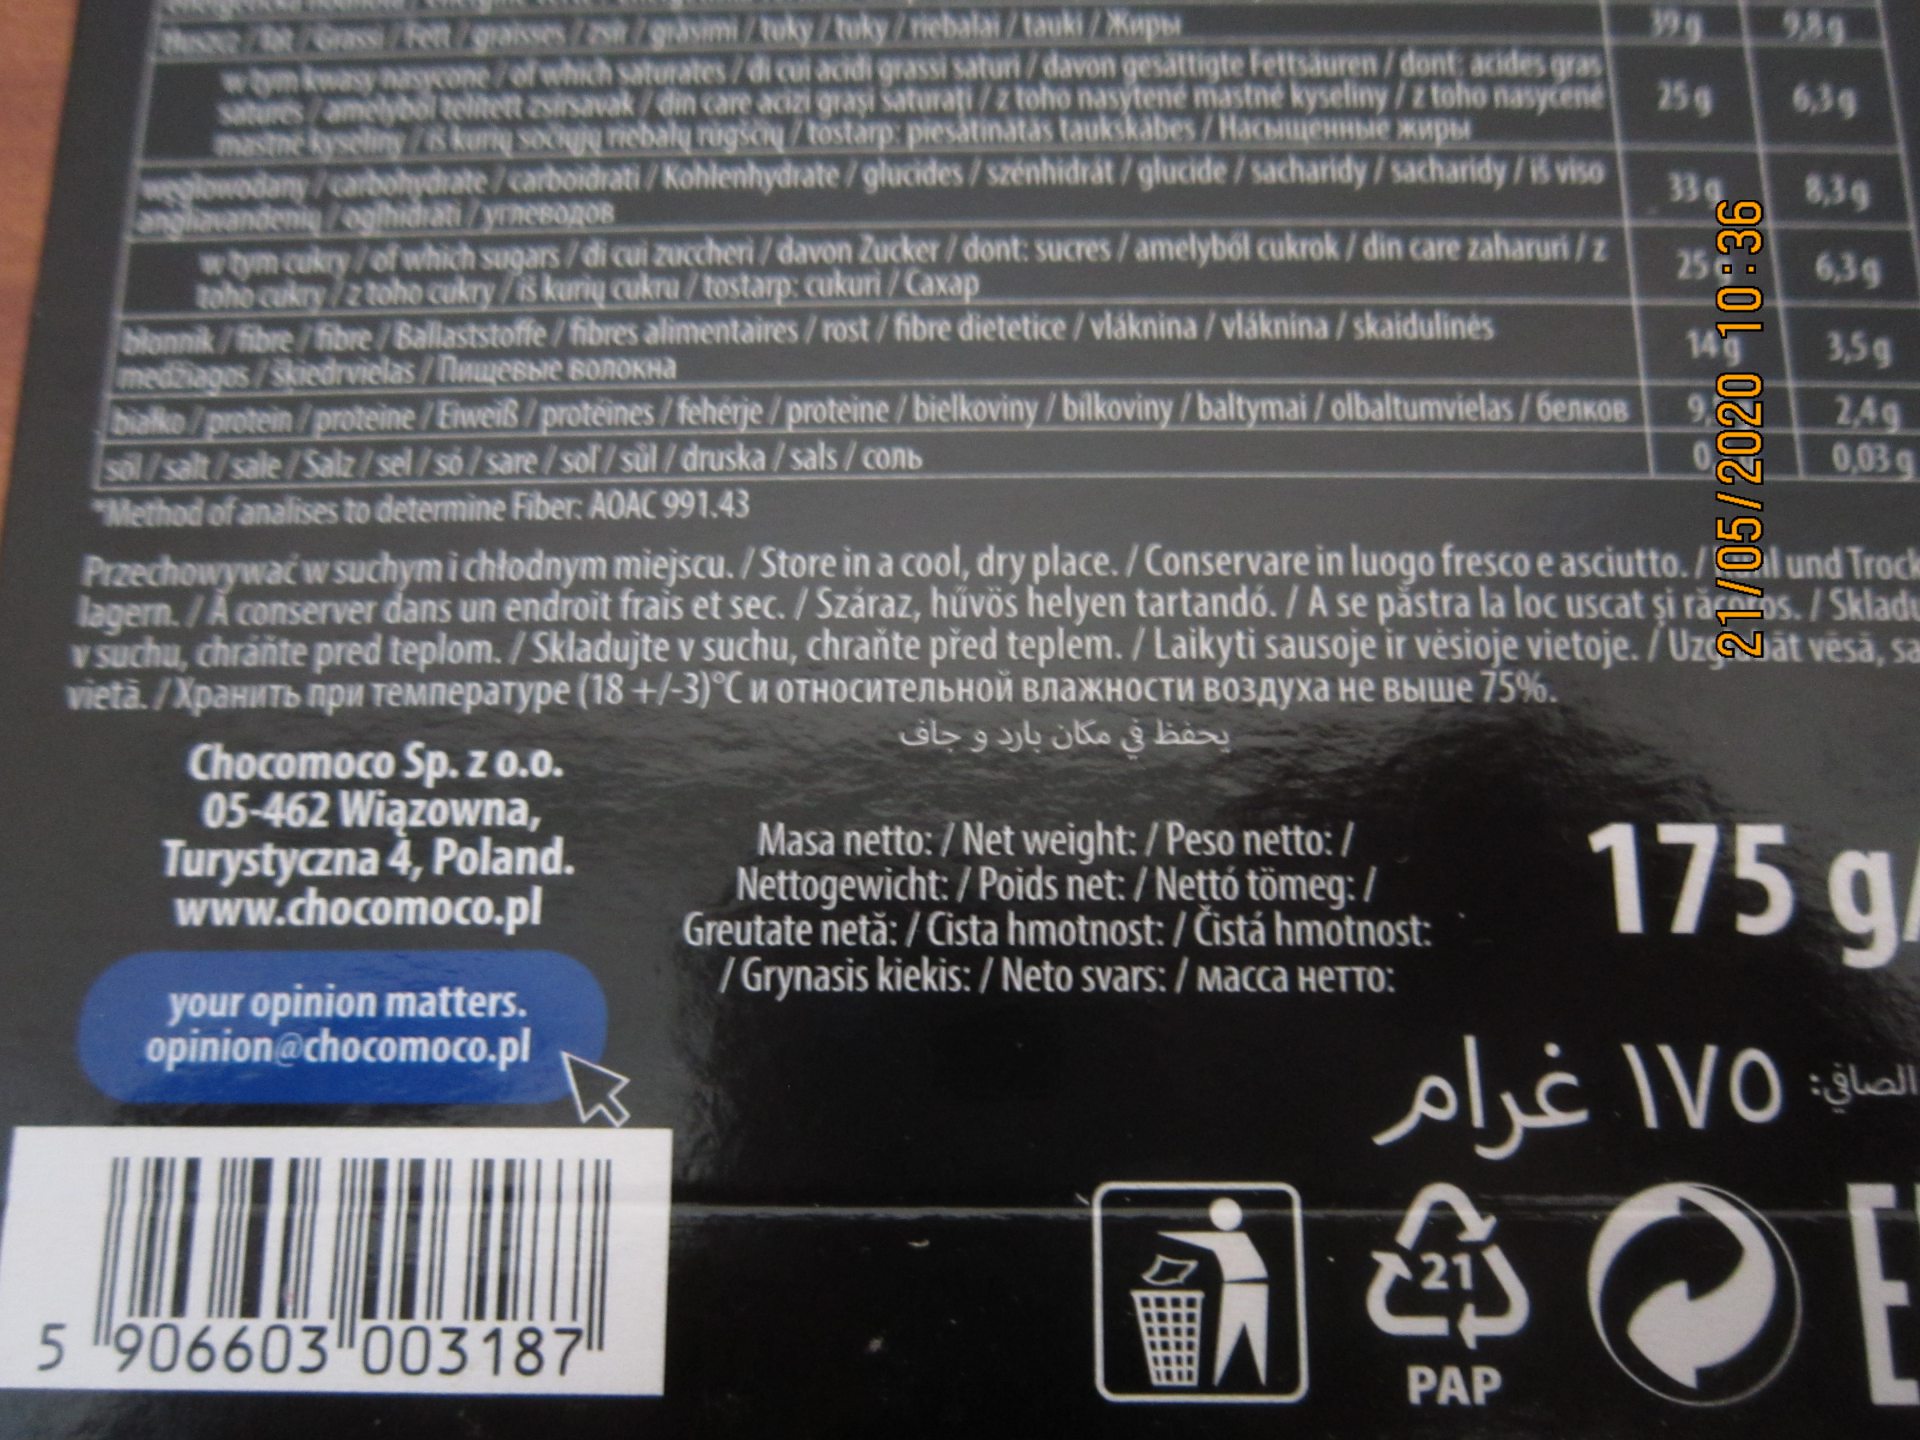 tłuszcz / fat / Grassi / Fett / graisses / zsír / grăsimi / tuky / tuky / riebalai / tauki / Жиры 39 g 9,8 g
w tym kwasy nasycone / of which saturates / di cui acidi grassi saturi / davon gesättigte Fettsäuren / dont: acides gras
saturés / amelyből telített zsírsavak / din care acizi grași saturați / z toho nasýtené mastné kyseliny / z toho nasycené 25 g 6,3 g
mastné kyseliny / iš kurių sočiųjų riebalų rūgščių / tostarp: piesātinātās taukskābes / Насыщенные жиры
węglowodany / carbohydrate / carboidrati / Kohlenhydrate / glucides / szénhidrát / glucide / sacharidy / sacharidy / iš viso 33 g 8,3 g
angliavandenių / ogļhidrāti / углеводов
w tym cukry / of which sugars / di cui zuccheri / davon Zucker / dont: sucres / amelyből cukrok / din care zaharuri / z 25 6,3 g
toho cukry / z toho cukry / iš kurių cukru / tostarp: cukuri / Сахар
błonnik / fibre / fibre / Ballaststoffe / fibres alimentaires / rost / fibre dietetice / vláknina / vláknina / skaidulinės 14 g 3,5 g
medžiagos / šķiedrvielas / Пищевые волокна
białko / protein / proteine / Eiweiß / protéines / fehérje / proteine / bielkoviny / bílkoviny / baltymai / olbaltumvielas / белков 9, 2,4 g
sól / salt / sale / Salz / sel / só / sare / soľ / sůl / druska / sals / соль 0 0,03 g
*Method of analises to determine Fiber: AOAC 991.43
Przechowywać w suchym i chłodnym miejscu. / Store in a cool, dry place. / Conservare in luogo fresco e asciutto. / und Trock
lagern. / À conserver dans un endroit frais et sec. / Száraz, hűvös helyen tartandó. / A se păstra la loc uscat și / Skladu
v suchu, chráňte pred teplom. / Skladujte v suchu, chraňte před teplem. / Laikyti sausoje ir vėsioje vietoje. / vēsā, sa
vietā. / Хранить при температуре (18 +/-3)°C и относительной влажности воздуха не выше 75%.
يحفظ في مكان بارد و جاف
Chocomoco Sp. z o.o.
05-462 Wiązowna,
Turystyczna 4, Poland.
www.chocomoco.pl
your opinion matters.
opinion@chocomoco.pl
Masa netto: / Net weight: / Peso netto: /
Nettogewicht: / Poids net: / Nettó tömeg: /
Greutate netă: / Čista hmotnost: / Čistá hmotnost:
/ Grynasis kiekis: / Neto svars: / масса нетто:
175 g/
الصافي: ١٧٥ غرام
5 906603 003187
21
PAP
21/05/2020 10:36